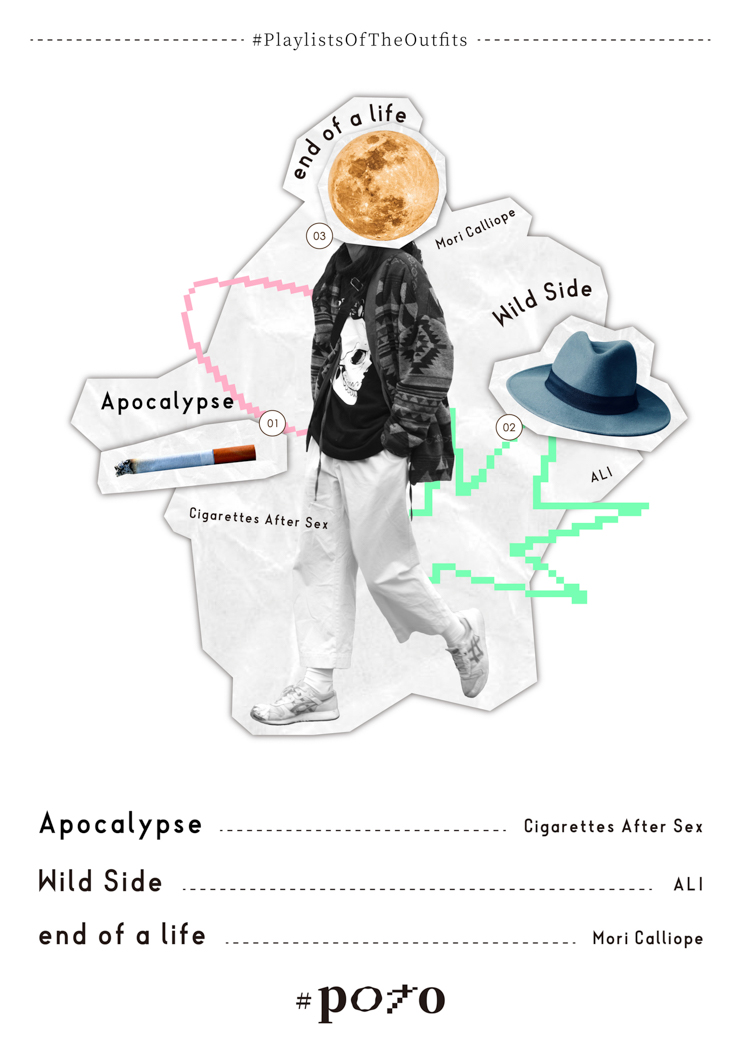 #PlaylistsOfTheOutfits
end of a life
03
Mori Calliope
Wild Side
Apocalypse
01
02
ALI
Cigarettes After Sex
Apocalypse Cigarettes After Sex
Wild Side ALI
end of a life Mori Calliope